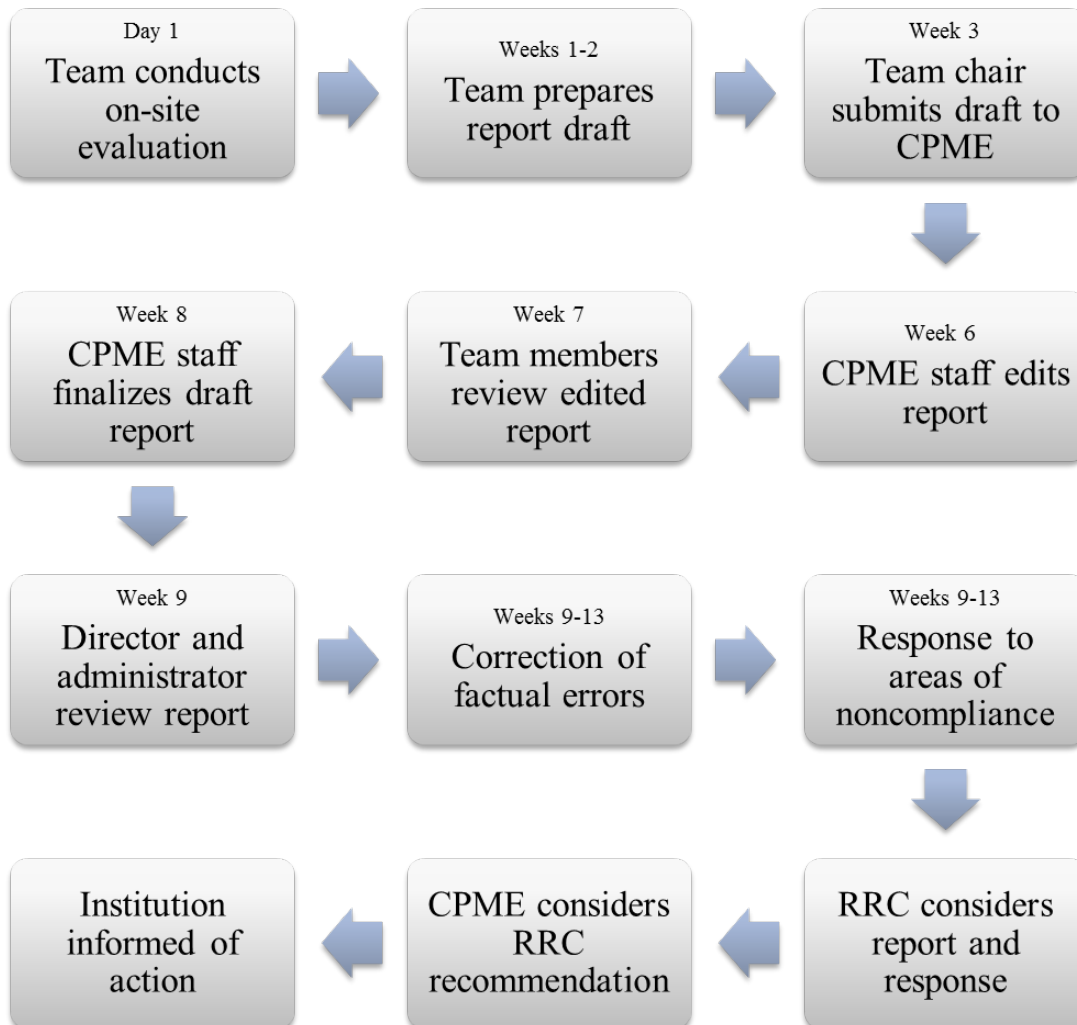 Day 1
Team conducts
on-site
evaluation
Weeks 1-2
Team prepares
report draft
Week 3
Team chair
submits draft to
CPME
Week 6
CPME staff edits
report
Week 7
Team members
review edited
report
Week 8
CPME staff
finalizes draft
report
Week 9
Director and
administrator
review report
Weeks 9-13
Correction of
factual errors
Weeks 9-13
Response to
areas of
noncompliance
RRC considers
report and
response
CPME considers
RRC
recommendation
Institution
informed of
action